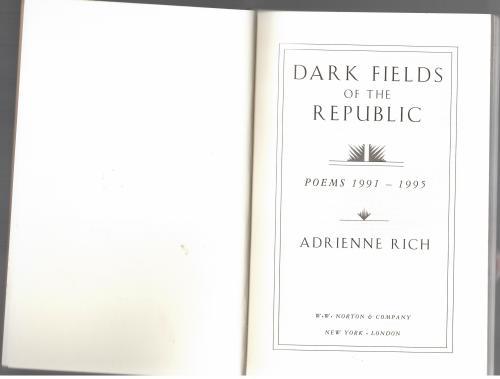 DARK FIELDS
OF THE
REPUBLIC
POEMS 1991 – 1995
ADRIENNE RICH
W·W· NORTON & COMPANY
NEW YORK · LONDON